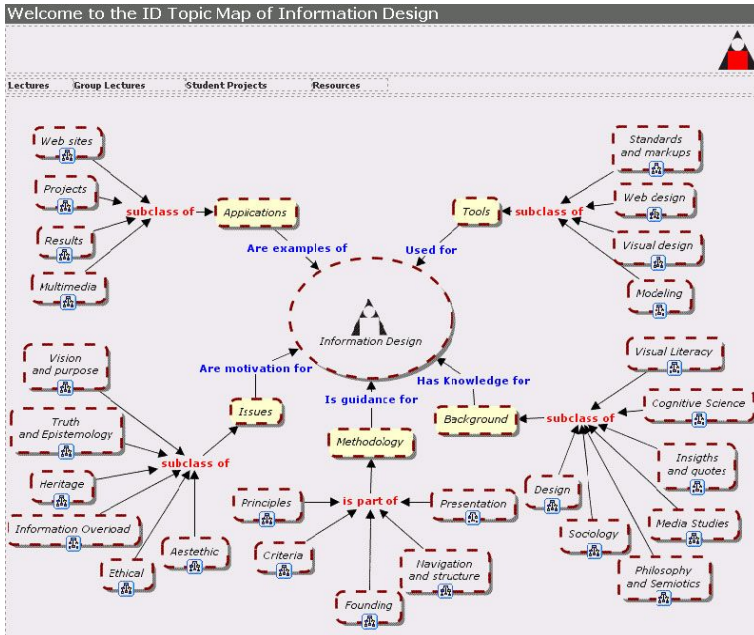 Welcome to the ID Topic Map of Information Design
Lectures
Group Lectures
Student Projects
Resources
Web sites
Projects
Results
Multimedia
subclass of
Applications
Are examples of
Standards
and markups
Web design
Visual design
Modeling
subclass of
Tools
Used for
Information Design
Vision
and purpose
Truth
and Epistemology
Heritage
Information Overload
Ethical
Aestethic
subclass of
Issues
Are motivation for
Is guidance for
Methodology
is part of
Principles
Criteria
Founding
Navigation
and structure
Presentation
Has Knowledge for
Background
subclass of
Visual Literacy
Cognitive Science
Insigths
and quotes
Media Studies
Philosophy
and Semiotics
Sociology
Design